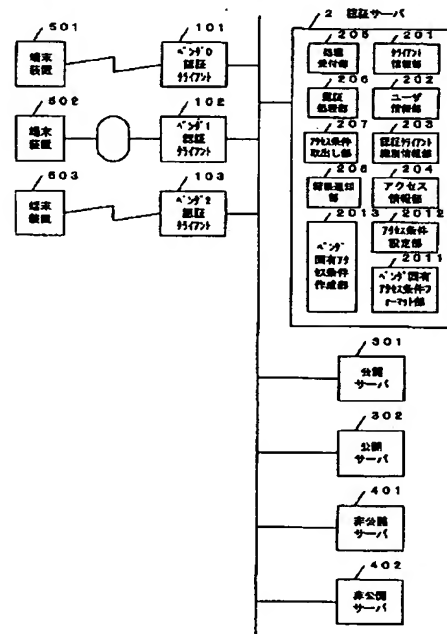 501
端末
装置
101
ベンダ0
認証
クライアント
502
端末
装置
102
ベンダ1
認証
クライアント
503
端末
装置
103
ベンダ2
認証
クライアント
2 認証サーバ
205
処理
受付部
201
クライアント
情報部
206
認証
処理部
202
ユーザ
情報部
207
アクセス条件
取出し部
203
認証クライアント
識別情報部
208
結果通知
部
204
アクセス
情報部
2013
ベンダ
固有アク
セス条件
作成部
2012
アクセス条件
設定部
2011
ベンダ固有
アクセス条件フォ
ーマット部
301
公開
サーバ
302
公開
サーバ
401
非公開
サーバ
402
非公開
サーバ